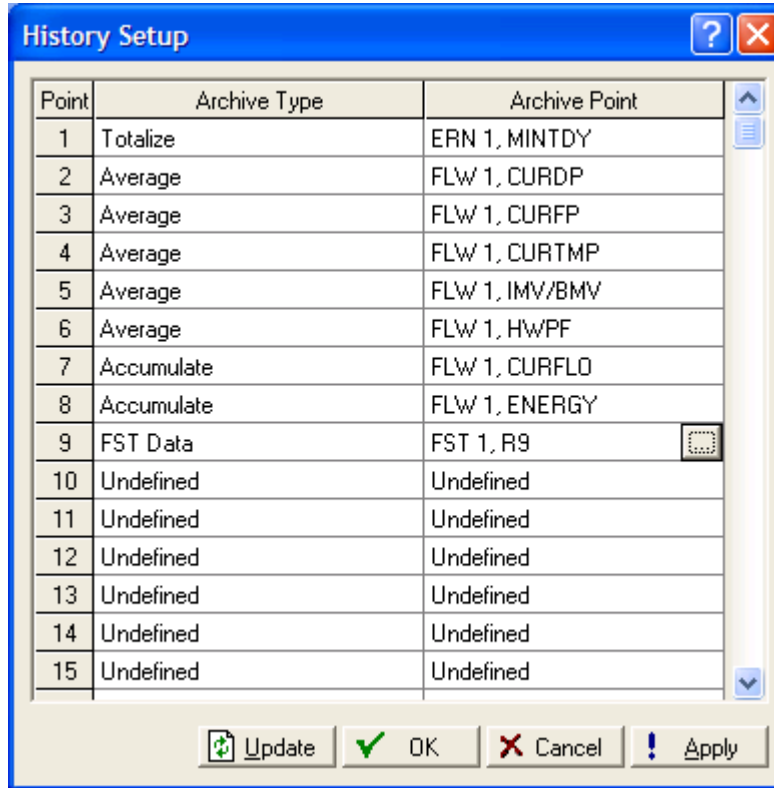 History Setup
Point Archive Type Archive Point
1 Totalize ERN 1, MINTDY
2 Average FLW 1, CURDP
3 Average FLW 1, CURFP
4 Average FLW 1, CURTMP
5 Average FLW 1, IMV/BMV
6 Average FLW 1, HWPF
7 Accumulate FLW 1, CURFLO
8 Accumulate FLW 1, ENERGY
9 FST Data FST 1, R9 ...
10 Undefined Undefined
11 Undefined Undefined
12 Undefined Undefined
13 Undefined Undefined
14 Undefined Undefined
15 Undefined Undefined
Update OK Cancel Apply